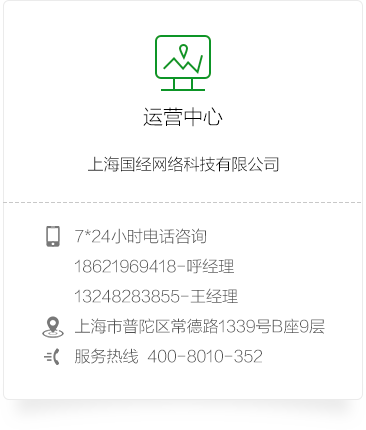 运营中心
上海国经网络科技有限公司
7*24小时电话咨询
18621969418-呼经理
13248283855-王经理
上海市普陀区常德路1339号B座9层
服务热线 400-8010-352